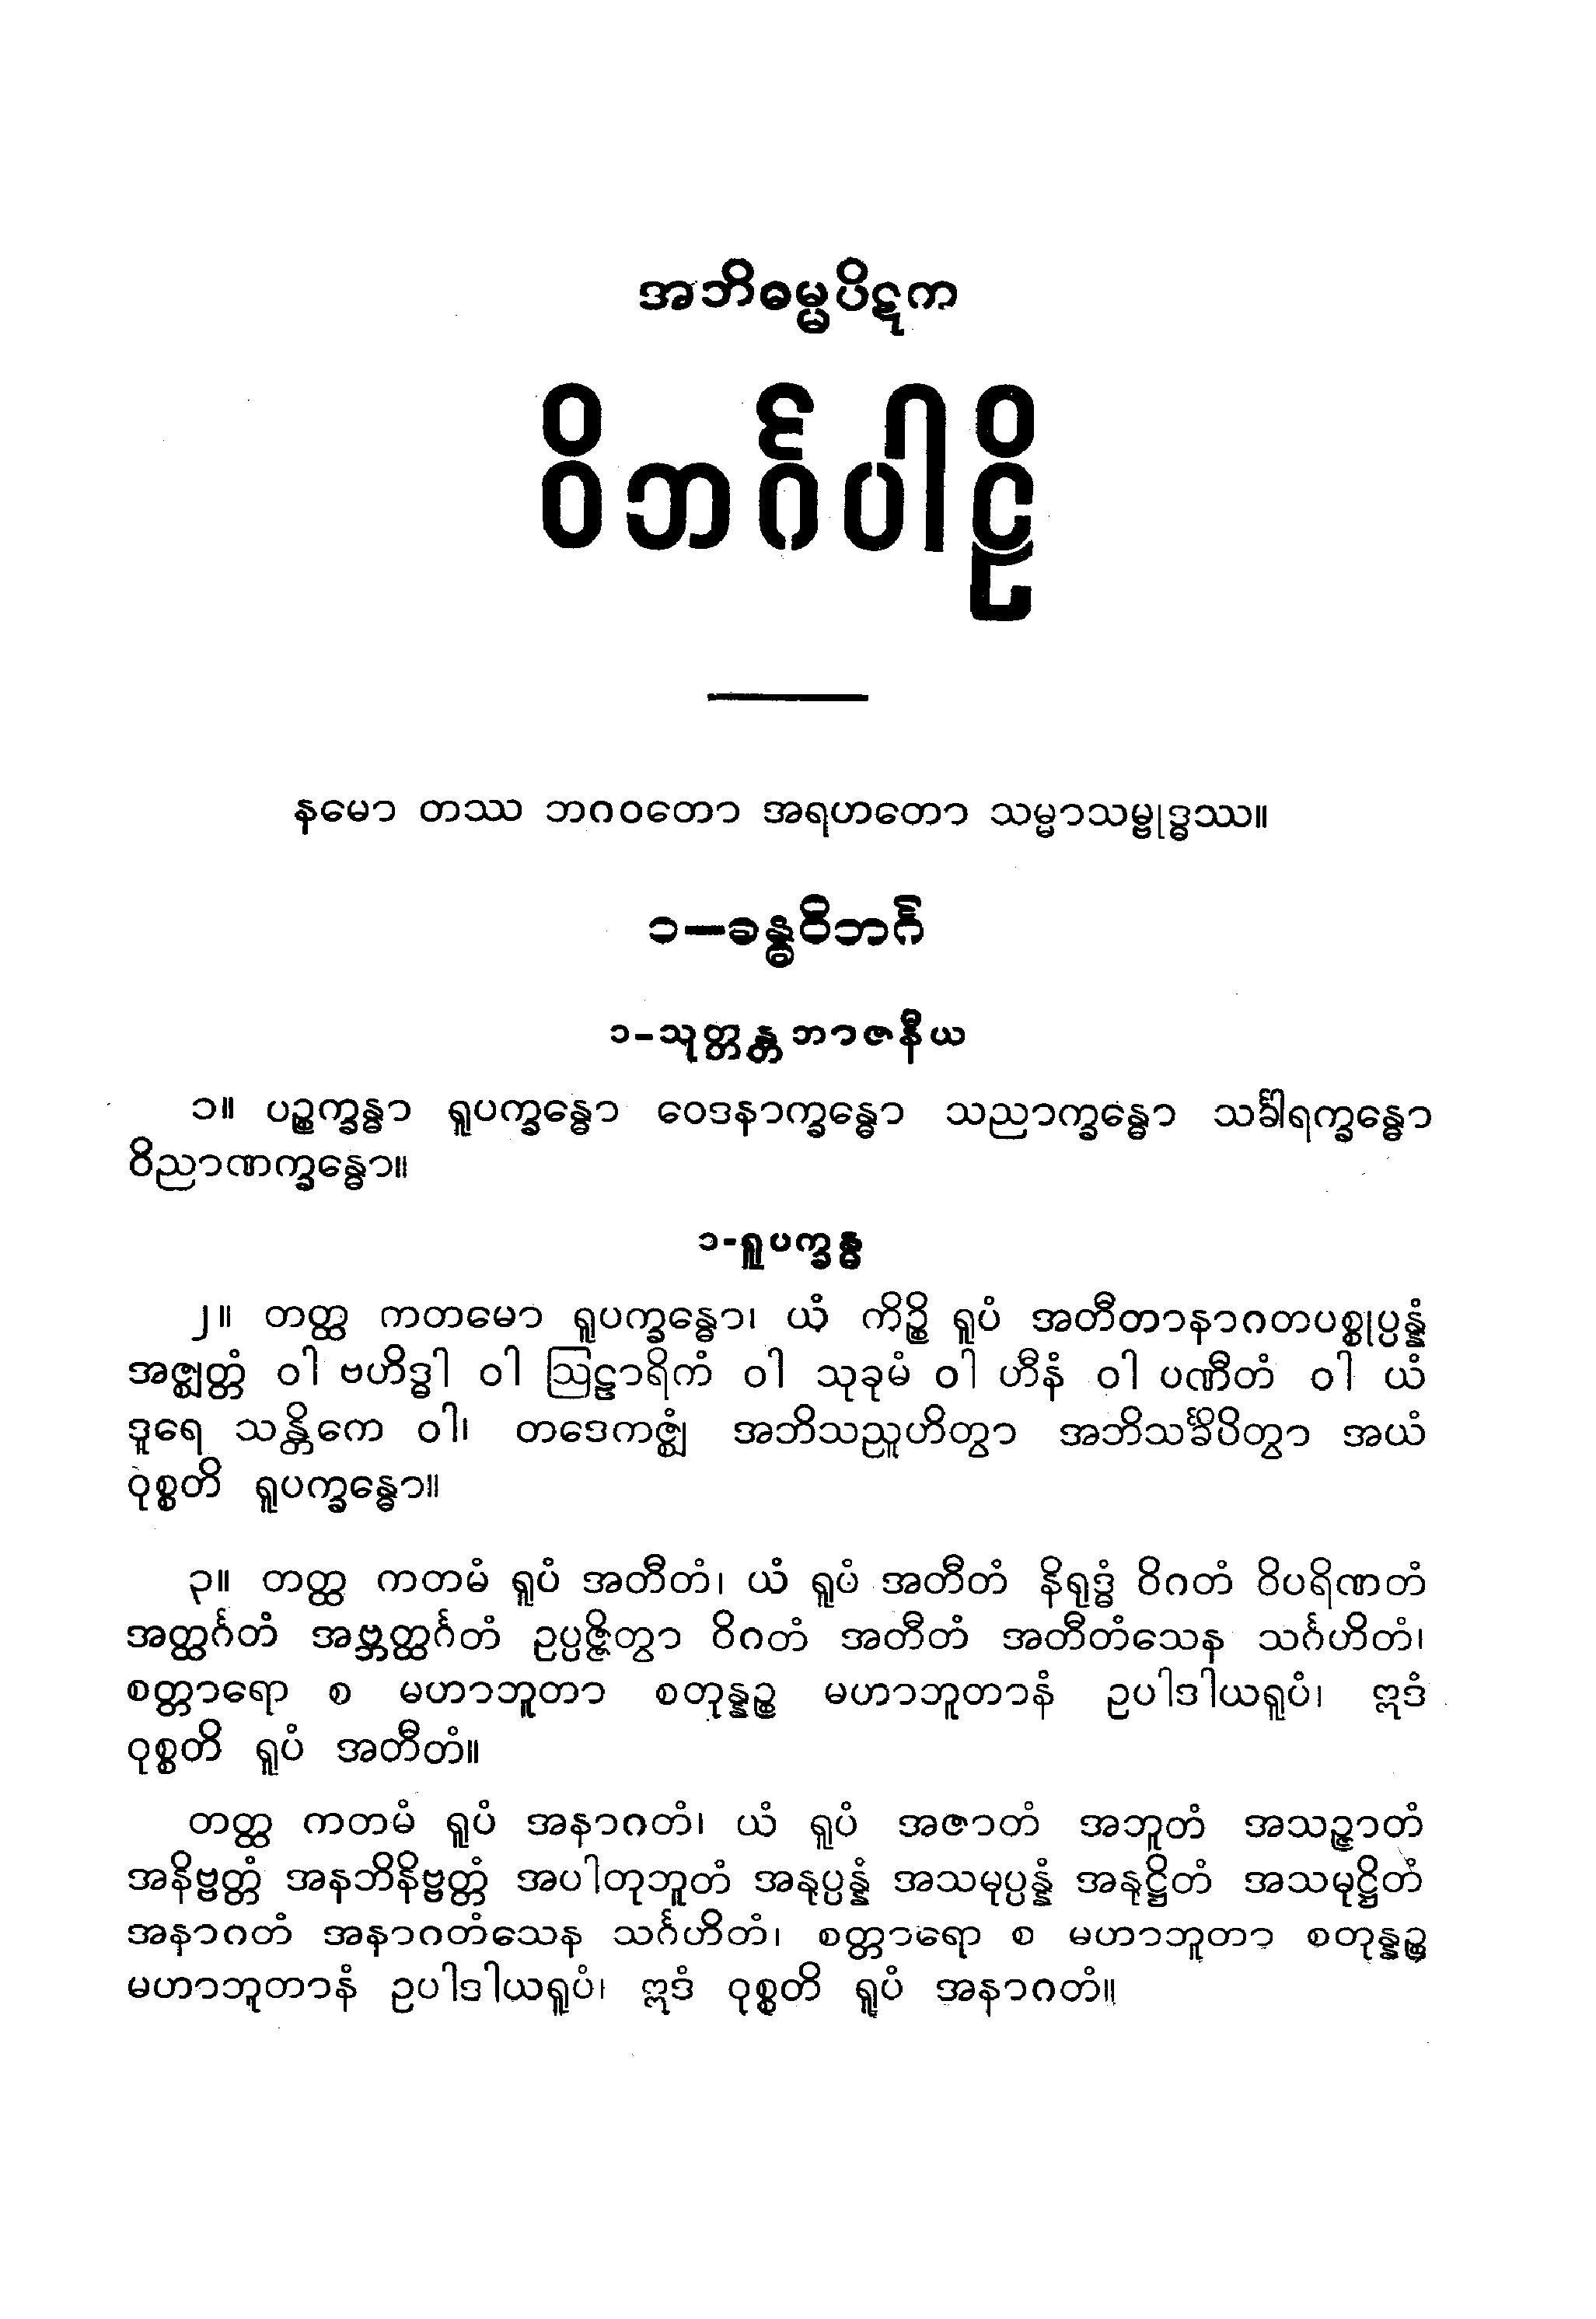 အဘိဓမ္မပိဋက
ဝိဘင်္ဂပါဠိ
နမော တဿ ဘဂဝတော အရဟတော သမ္မာသမ္ဗုဒ္ဓဿ။
၁–ခန္ဓဝိဘင်္ဂ
၁–သုတ္တန္တဘာဇနီယ
၁။ ပဉ္စက္ခန္ဓာ ရူပက္ခန္ဓော ဝေဒနာက္ခန္ဓော သညာက္ခန္ဓော သင်္ခါရက္ခန္ဓော
ဝိညာဏက္ခန္ဓော။
၁-ရူပက္ခန္ဓ
၂။ တတ္ထ ကတမော ရူပက္ခန္ဓော၊ ယံ ကိဉ္စိ ရူပံ အတီတာနာဂတပစ္စုပ္ပန္နံ
အဇ္ဈတ္တံ ဝါ ဗဟိဒ္ဓါ ဝါ ဩဠာရိကံ ဝါ သုခုမံ ဝါ ဟီနံ ဝါ ပဏီတံ ဝါ ယံ
ဒူရေ သန္တိကေ ဝါ၊ တဒေကဇ္ဈံ အဘိသညူဟိတွာ အဘိသင်္ခိပိတွာ အယံ
ဝုစ္စတိ ရူပက္ခန္ဓော။
၃။ တတ္ထ ကတမံ ရူပံ အတီတံ၊ ယံ ရူပံ အတီတံ နိရုဒ္ဓံ ဝိဂတံ ဝိပရိဏတံ
အတ္ထင်္ဂတံ အဗ္ဘတ္ထင်္ဂတံ ဥပ္ပဇ္ဇိတွာ ဝိဂတံ အတီတံ အတီတံသေန သင်္ဂဟိတံ၊
စတ္တာရော စ မဟာဘူတာ စတုန္နဉ္စ မဟာဘူတာနံ ဥပါဒါယရူပံ၊ ဣဒံ
ဝုစ္စတိ ရူပံ အတီတံ။
တတ္ထ ကတမံ ရူပံ အနာဂတံ၊ ယံ ရူပံ အဇာတံ အဘူတံ အသဉ္ဇာတံ
အနိဗ္ဗတ္တံ အနဘိနိဗ္ဗတ္တံ အပါတုဘူတံ အနုပ္ပန္နံ အသမုပ္ပန္နံ အနုဋ္ဌိတံ အသမုဋ္ဌိတံ
အနာဂတံ အနာဂတံသေန သင်္ဂဟိတံ၊ စတ္တာရော စ မဟာဘူတာ စတုန္နဉ္စ
မဟာဘူတာနံ ဥပါဒါယရူပံ၊ ဣဒံ ဝုစ္စတိ ရူပံ အနာဂတံ။